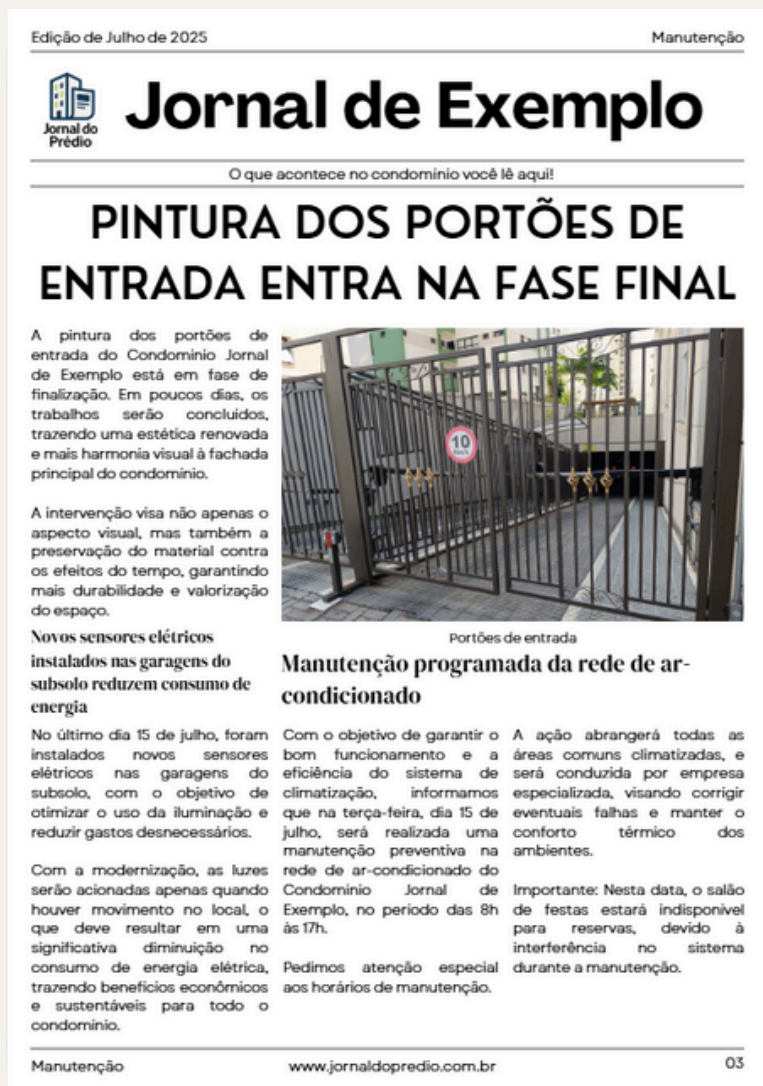 Edição de Julho de 2025
Manutenção
Jornal do
Prédio
Jornal de Exemplo
O que acontece no condomínio você lê aqui!
PINTURA DOS PORTÕES DE
ENTRADA ENTRA NA FASE FINAL
A pintura dos portões de
entrada do Condomínio Jornal
de Exemplo está em fase de
finalização. Em poucos dias, os
trabalhos serão concluídos,
trazendo uma estética renovada
e mais harmonia visual à fachada
principal do condomínio.
A intervenção visa não apenas o
aspecto visual, mas também a
preservação do material contra
os efeitos do tempo, garantindo
mais durabilidade e valorização
do espaço.
10
Portões de entrada
Novos sensores elétricos
instalados nas garagens do
subsolo reduzem consumo de
energia
No último dia 15 de julho, foram
instalados novos sensores
elétricos nas garagens do
subsolo, com o objetivo de
otimizar o uso da iluminação e
reduzir gastos desnecessários.
Com a modernização, as luzes
serão acionadas apenas quando
houver movimento no local, o
que deve resultar em uma
significativa diminuição no
consumo de energia elétrica,
trazendo benefícios econômicos
e sustentáveis para todo o
condomínio.
Manutenção programada da rede de ar-
condicionado
Com o objetivo de garantir o
bom funcionamento e a
eficiência do sistema de
climatização, informamos
que na terça-feira, dia 15 de
julho, será realizada uma
manutenção preventiva na
rede de ar-condicionado do
Condomínio Jornal de
Exemplo, no período das 8h
às 17h.
Pedimos atenção especial
aos horários de manutenção.
A ação abrangerá todas as
áreas comuns climatizadas, e
será conduzida por empresa
especializada, visando corrigir
eventuais falhas e manter o
conforto térmico dos
ambientes.
Importante: Nesta data, o salão
de festas estará indisponível
para reservas, devido à
interferência no sistema
durante a manutenção.
Manutenção
www.jornaldopredio.com.br
03